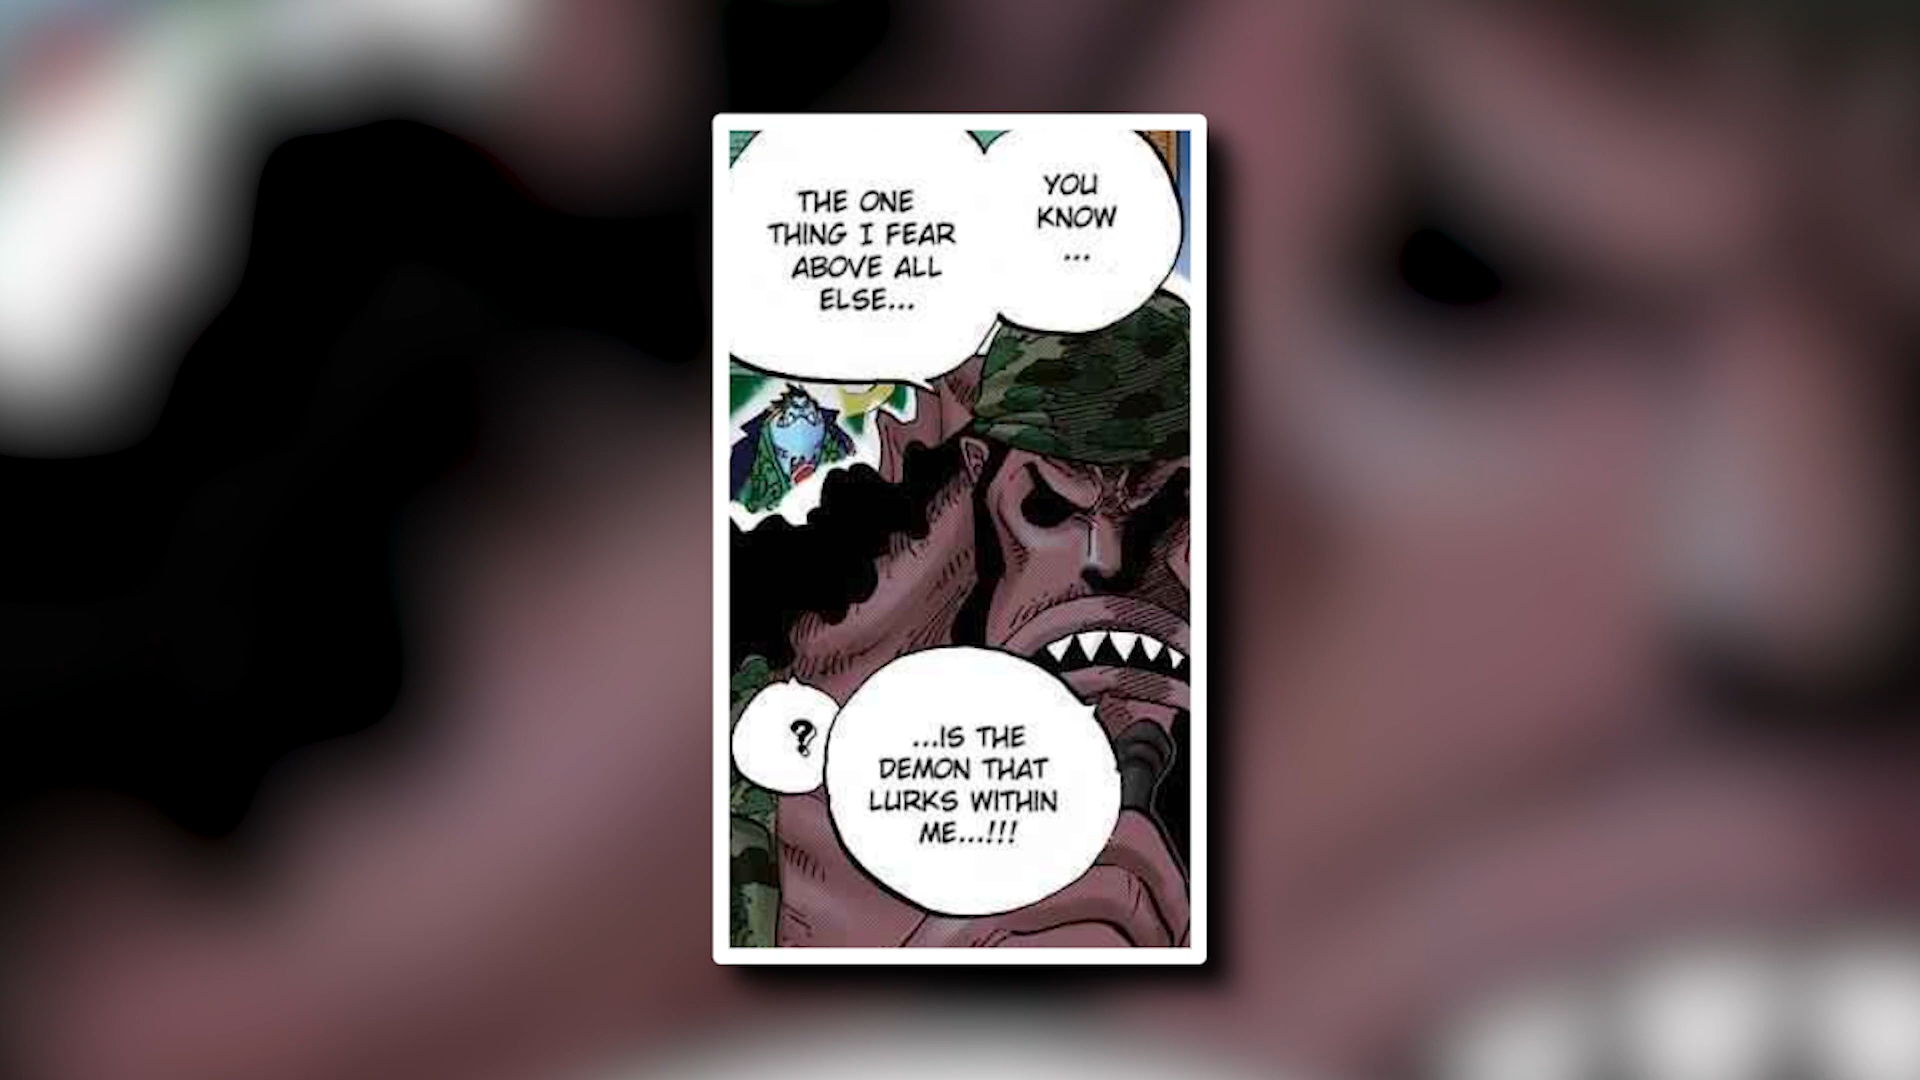 YOU
KNOW
...
THE ONE
THING I FEAR
ABOVE ALL
ELSE...
...IS THE
DEMON THAT
LURKS WITHIN
ME...!!!
?